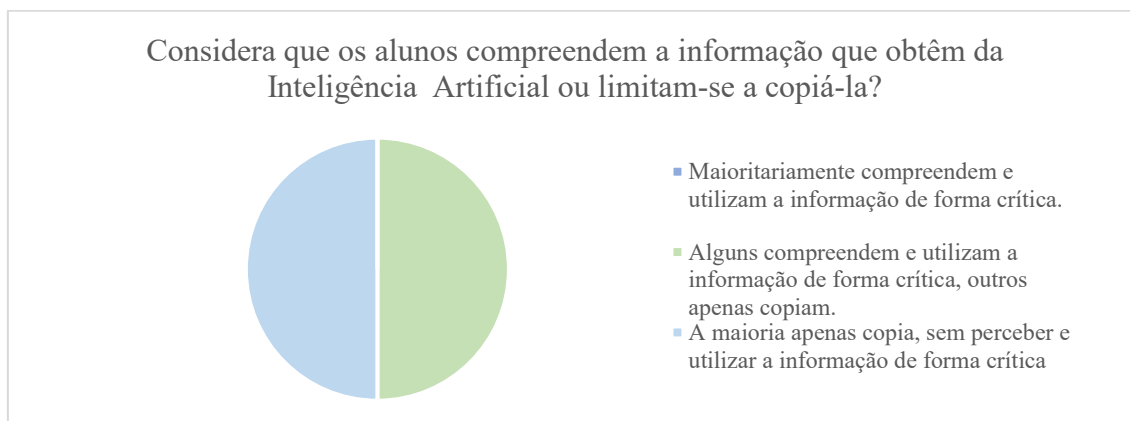 Considera que os alunos compreendem a informação que obtêm da
Inteligência Artificial ou limitam-se a copiá-la?
Maioritariamente compreendem e
utilizam a informação de forma crítica.
Alguns compreendem e utilizam a
informação de forma crítica, outros
apenas copiam.
A maioria apenas copia, sem perceber e
utilizar a informação de forma crítica